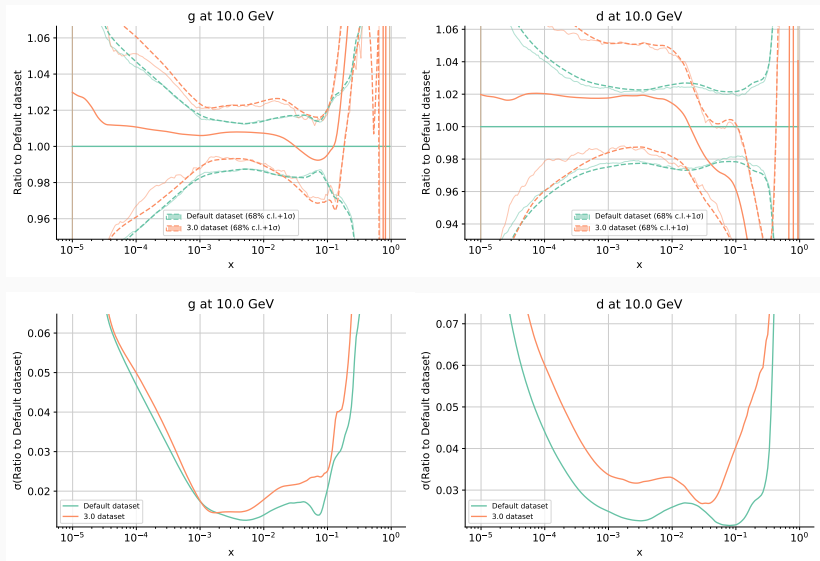 g at 10.0 GeV
Ratio to Default dataset
1.06
1.04
1.02
1.00
0.98
0.96
Default dataset (68% c.l.+1σ)
3.0 dataset (68% c.l.+1σ)
10⁻⁵ 10⁻⁴ 10⁻³ 10⁻² 10⁻¹ 10⁰
x
d at 10.0 GeV
Ratio to Default dataset
1.06
1.04
1.02
1.00
0.98
0.96
0.94
Default dataset (68% c.l.+1σ)
3.0 dataset (68% c.l.+1σ)
10⁻⁵ 10⁻⁴ 10⁻³ 10⁻² 10⁻¹ 10⁰
x
g at 10.0 GeV
σ(Ratio to Default dataset)
0.06
0.05
0.04
0.03
0.02
Default dataset
3.0 dataset
10⁻⁵ 10⁻⁴ 10⁻³ 10⁻² 10⁻¹ 10⁰
x
d at 10.0 GeV
σ(Ratio to Default dataset)
0.07
0.06
0.05
0.04
0.03
Default dataset
3.0 dataset
10⁻⁵ 10⁻⁴ 10⁻³ 10⁻² 10⁻¹ 10⁰
x